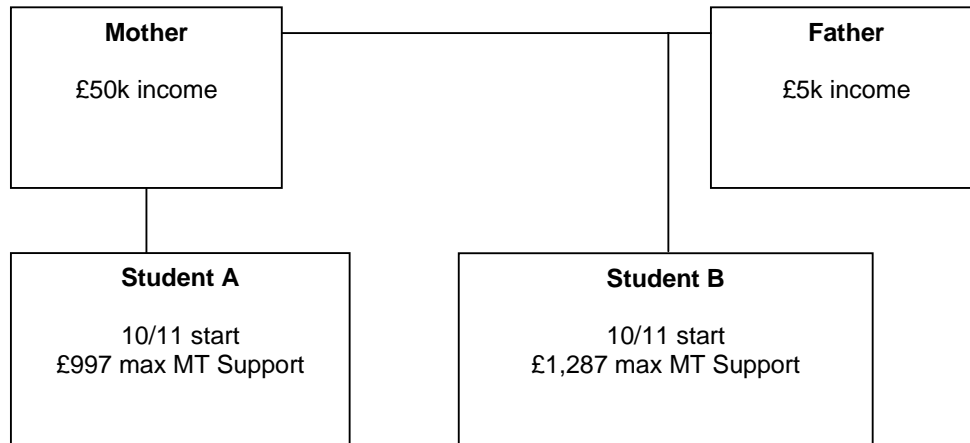 Mother
£50k income
Father
£5k income
Student A
10/11 start
£997 max MT Support
Student B
10/11 start
£1,287 max MT Support